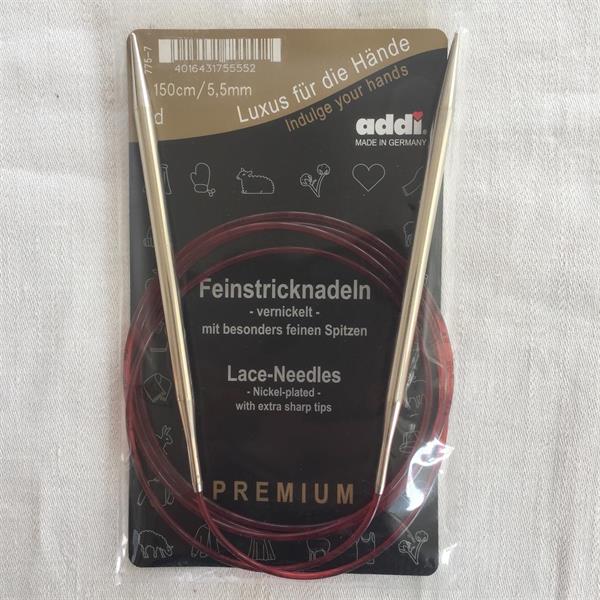 775-7
4016431755552
150cm/5,5mm
d
Luxus für die Hände
Indulge your hands
addi
MADE IN GERMANY
Feinstricknadeln
- vernickelt -
mit besonders feinen Spitzen
Lace-Needles
- Nickel-plated -
with extra sharp tips
PREMIUM